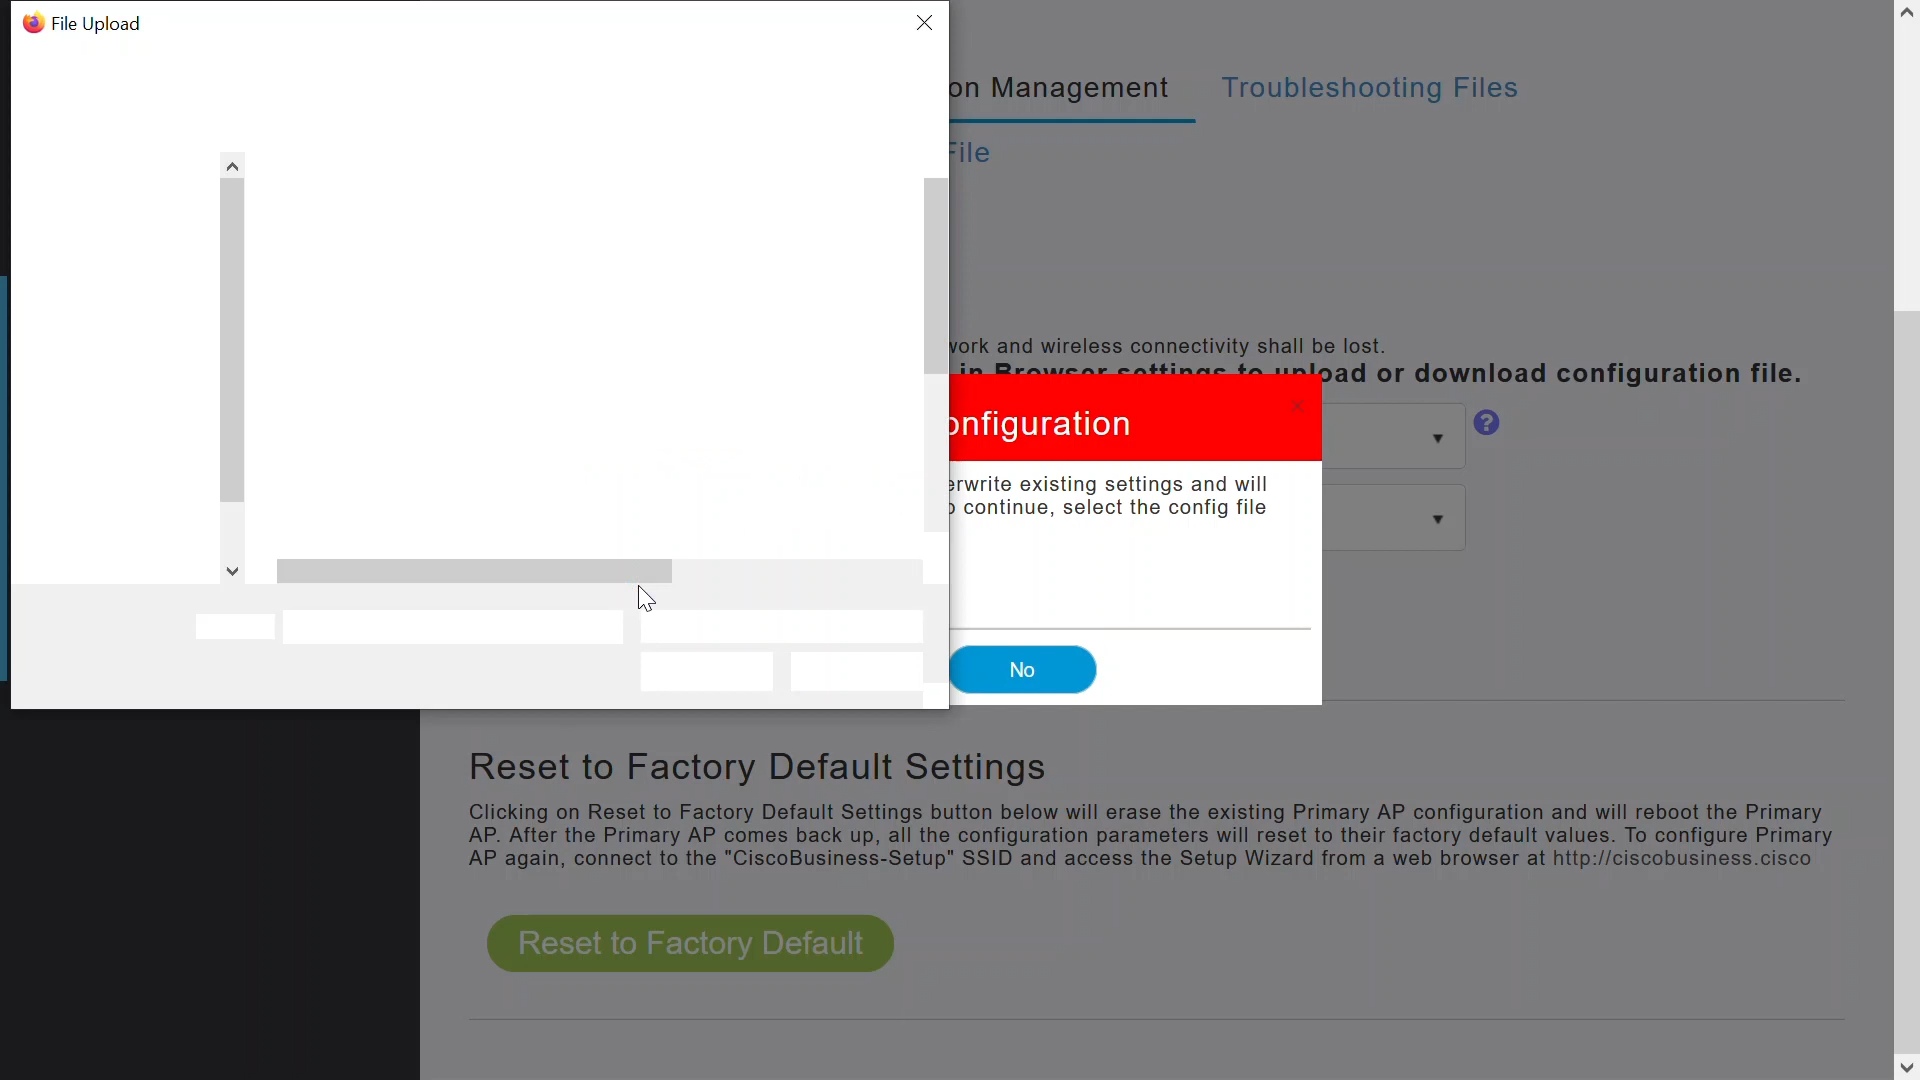 File Upload
on Management
Troubleshooting Files
File
work and wireless connectivity shall be lost.
in Browser settings to upload or download configuration file.
onfiguration
erwrite existing settings and will
o continue, select the config file
No
Reset to Factory Default Settings
Clicking on Reset to Factory Default Settings button below will erase the existing Primary AP configuration and will reboot the Primary
AP. After the Primary AP comes back up, all the configuration parameters will reset to their factory default values. To configure Primary
AP again, connect to the "CiscoBusiness-Setup" SSID and access the Setup Wizard from a web browser at http://ciscobusiness.cisco
Reset to Factory Default